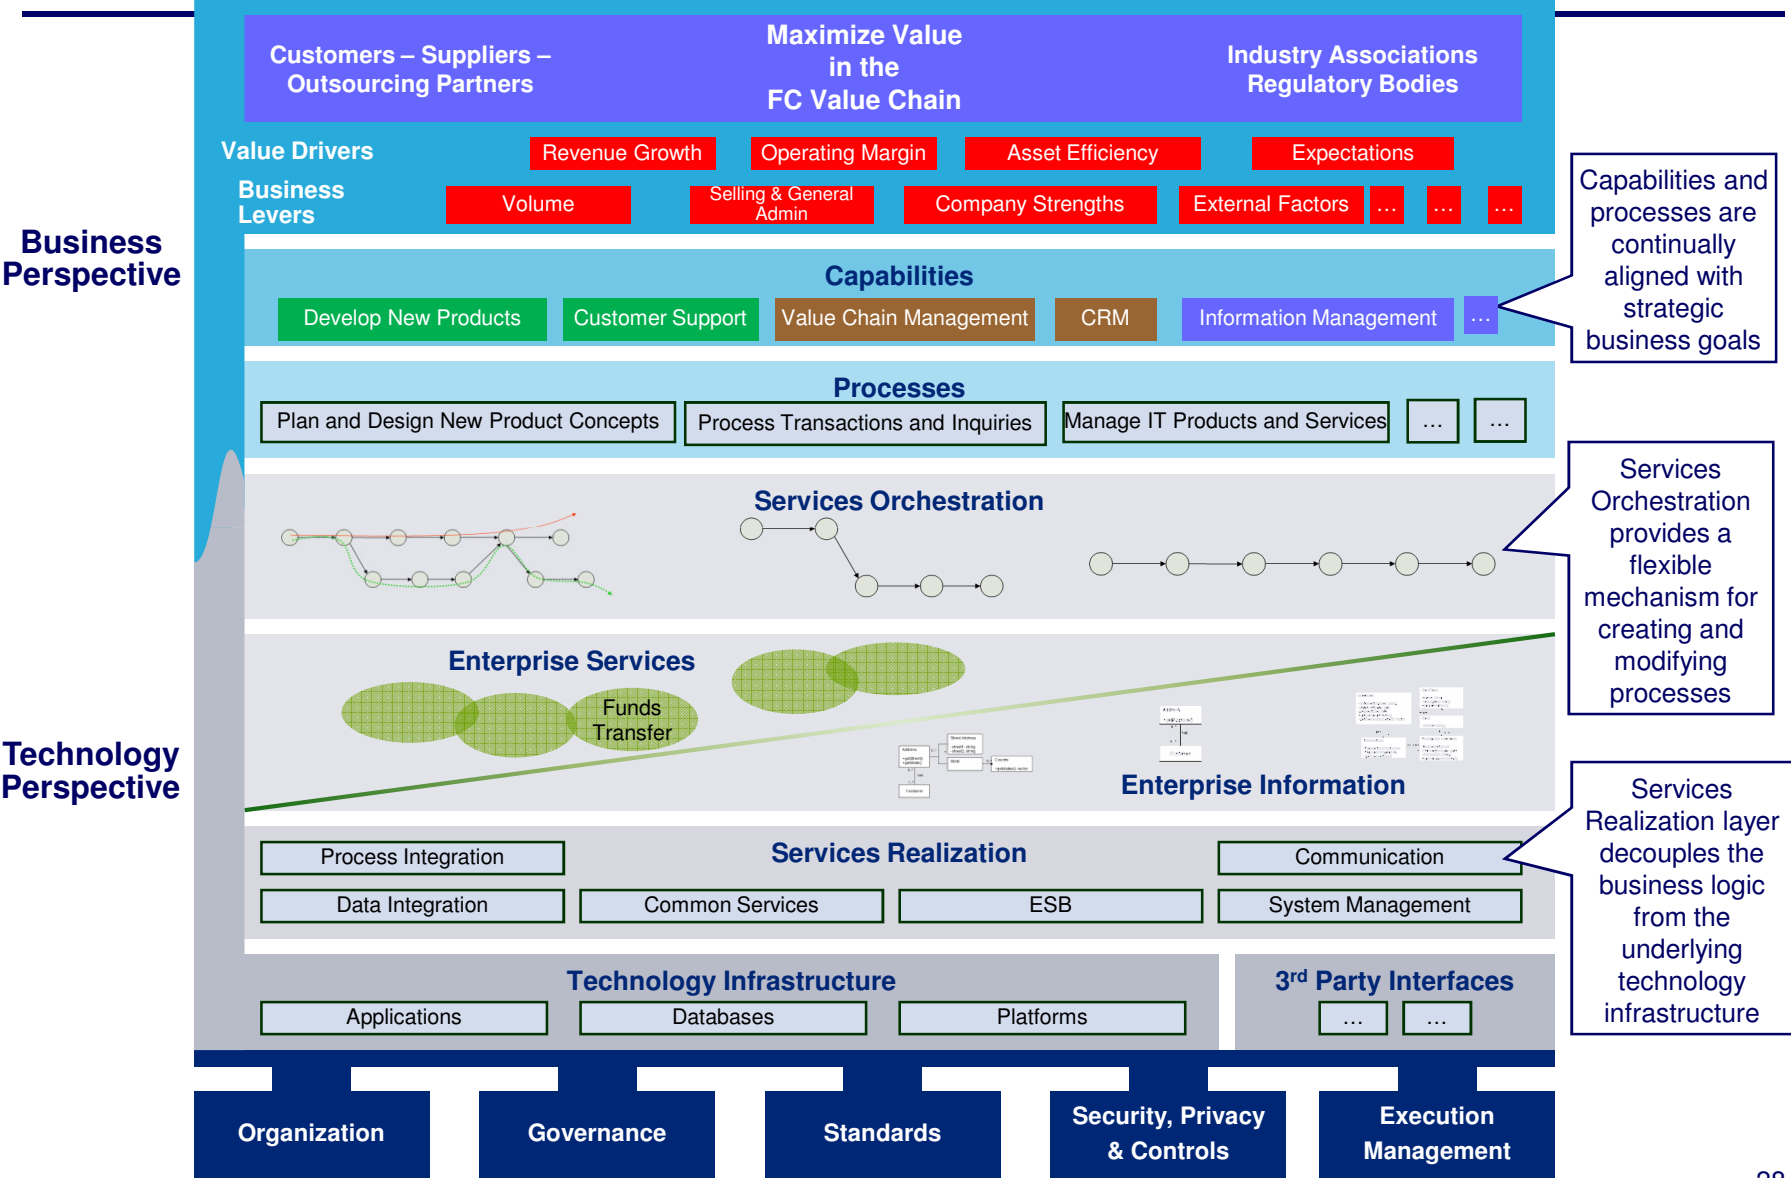 Customers – Suppliers –
Outsourcing Partners
Maximize Value
in the
FC Value Chain
Industry Associations
Regulatory Bodies
Value Drivers
Revenue Growth
Operating Margin
Asset Efficiency
Expectations
Business
Levers
Volume
Selling & General
Admin
Company Strengths
External Factors
...
...
...
Business
Perspective
Capabilities
Develop New Products
Customer Support
Value Chain Management
CRM
Information Management
...
Capabilities and
processes are
continually
aligned with
strategic
business goals
Processes
Plan and Design New Product Concepts
Process Transactions and Inquiries
Manage IT Products and Services
...
...
Services Orchestration
Services
Orchestration
provides a
flexible
mechanism for
creating and
modifying
processes
Technology
Perspective
Enterprise Services
Funds
Transfer
Enterprise Information
Services Realization
Process Integration
Communication
Data Integration
Common Services
ESB
System Management
Services
Realization layer
decouples the
business logic
from the
underlying
technology
infrastructure
Technology Infrastructure
Applications
Databases
Platforms
3rd Party Interfaces
...
...
Organization
Governance
Standards
Security, Privacy
& Controls
Execution
Management